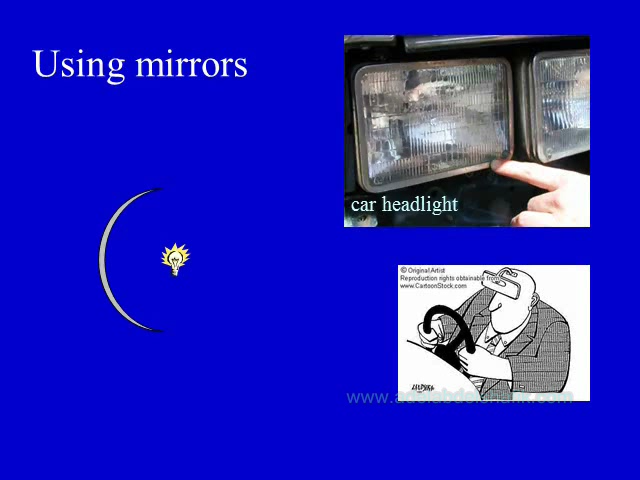 Using mirrors
car headlight
© Original Artist
Reproduction rights obtainable from
www.CartoonStock.com